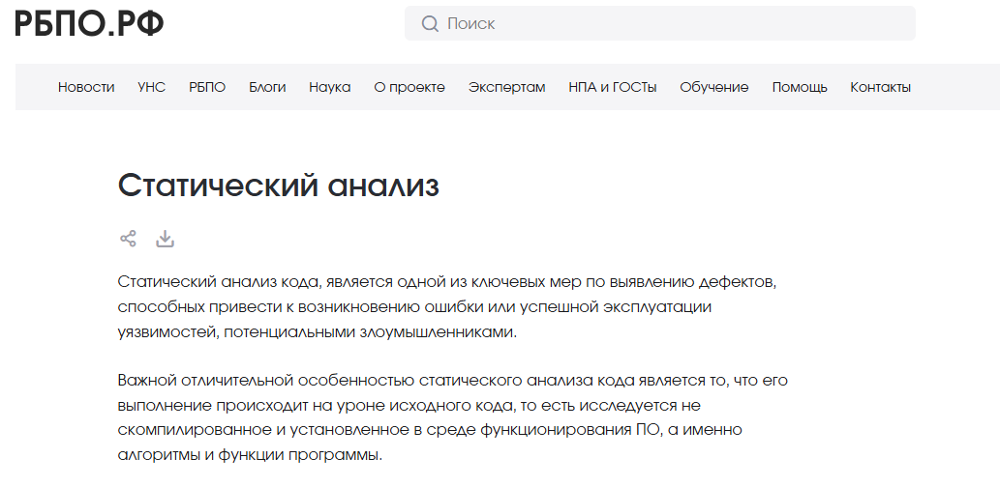 РБПО.РФ
Поиск
Новости УНС РБПО Блоги Наука О проекте Экспертам НПА и ГОСТы Обучение Помощь Контакты
Статический анализ
Статический анализ кода, является одной из ключевых мер по выявлению дефектов,
способных привести к возникновению ошибки или успешной эксплуатации
уязвимостей, потенциальными злоумышленниками.
Важной отличительной особенностью статического анализа кода является то, что его
выполнение происходит на уроне исходного кода, то есть исследуется не
скомпилированное и установленное в среде функционирования ПО, а именно
алгоритмы и функции программы.